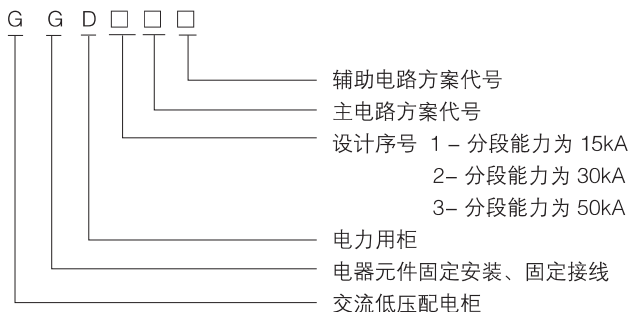 G G D □ □ □
辅助电路方案代号
主电路方案代号
设计序号 1 – 分段能力为 15kA
2– 分段能力为 30kA
3– 分段能力为 50kA
电力用柜
电器元件固定安装、固定接线
交流低压配电柜